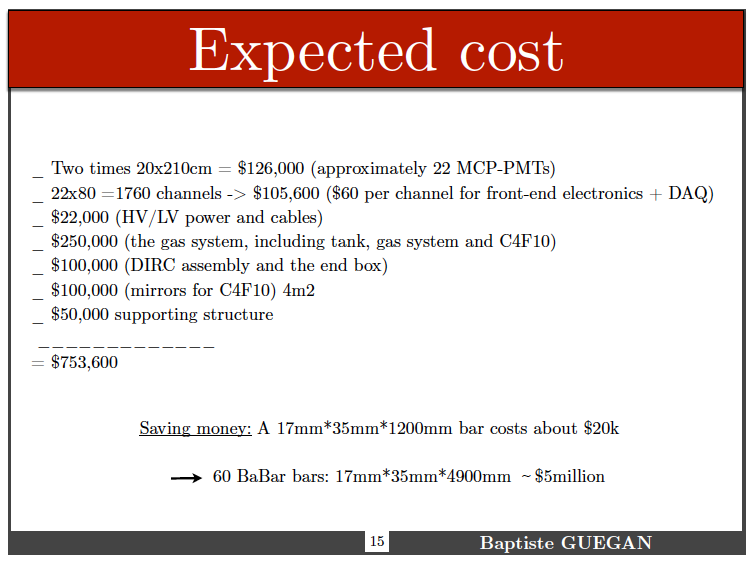 Expected cost
_ Two times 20x210cm = $126,000 (approximately 22 MCP-PMTs)
_ 22x80 =1760 channels -> $105,600 ($60 per channel for front-end electronics + DAQ)
_ $22,000 (HV/LV power and cables)
_ $250,000 (the gas system, including tank, gas system and C4F10)
_ $100,000 (DIRC assembly and the end box)
_ $100,000 (mirrors for C4F10) 4m2
_ $50,000 supporting structure
_ _ _ _ _ _ _ _ _ _ _ _ _
= $753,600
Saving money: A 17mm*35mm*1200mm bar costs about $20k
→ 60 BaBar bars: 17mm*35mm*4900mm ~$5million
15
Baptiste GUEGAN